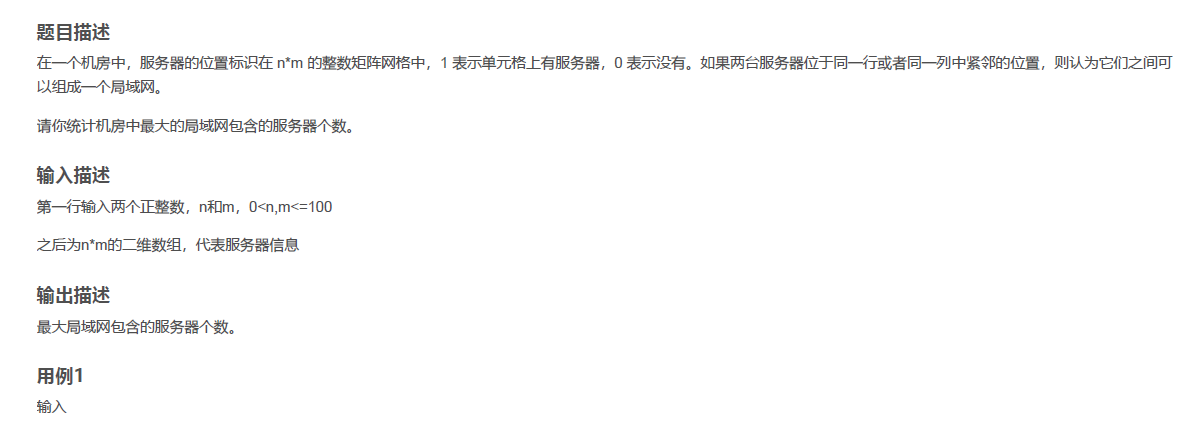 题目描述
在一个机房中，服务器的位置标识在 n*m 的整数矩阵网格中，1 表示单元格上有服务器，0 表示没有。如果两台服务器位于同一行或者同一列中紧邻的位置，则认为它们之间可
以组成一个局域网。
请你统计机房中最大的局域网包含的服务器个数。
输入描述
第一行输入两个正整数，n和m，0<n,m<=100
之后为n*m的二维数组，代表服务器信息
输出描述
最大局域网包含的服务器个数。
用例1
输入